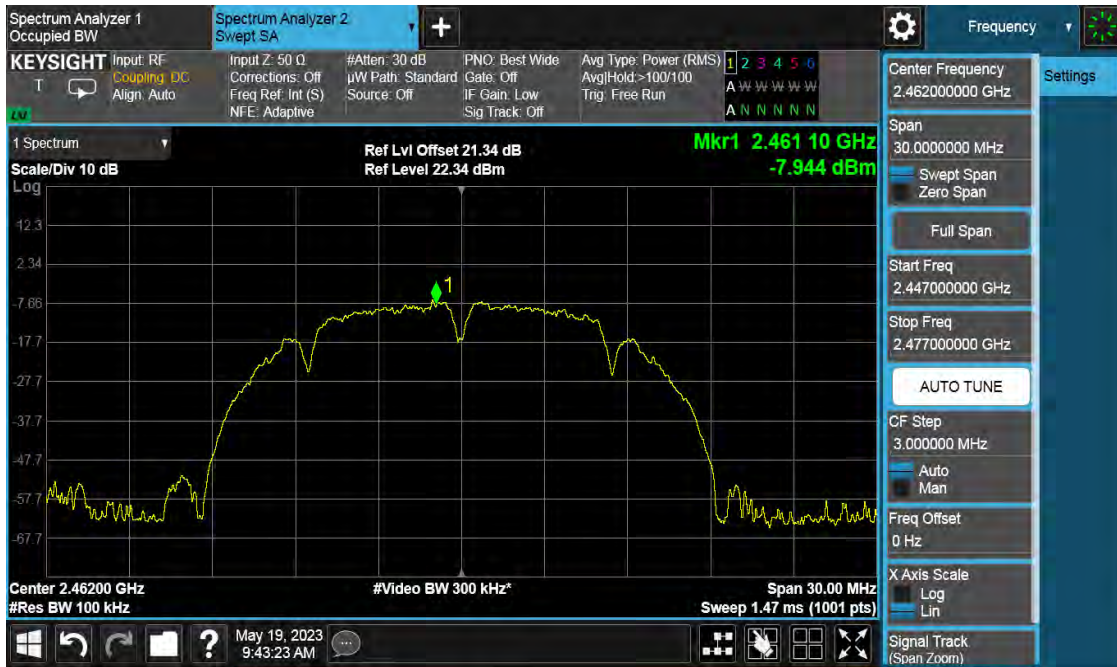 Spectrum Analyzer 1
Occupied BW
Spectrum Analyzer 2
Swept SA
Frequency
KEYSIGHT
T
Input: RF
Coupling: DC
Align: Auto
Input Z: 50 Ω
Corrections: Off
Freq Ref: Int (S)
NFE: Adaptive
#Atten: 30 dB
µW Path: Standard
Source: Off
PNO: Best Wide
Gate: Off
IF Gain: Low
Sig Track: Off
Avg Type: Power (RMS)
Avg|Hold:>100/100
Trig: Free Run
1 2 3 4 5 6
A W W W W W
A N N N N N
1 Spectrum
Scale/Div 10 dB
Log
Ref Lvl Offset 21.34 dB
Ref Level 22.34 dBm
Mkr1 2.461 10 GHz
-7.944 dBm
12.3
2.34
-7.66
-17.7
-27.7
-37.7
-47.7
-57.7
-67.7
1
Center 2.46200 GHz
#Res BW 100 kHz
#Video BW 300 kHz*
Span 30.00 MHz
Sweep 1.47 ms (1001 pts)
Center Frequency
2.462000000 GHz
Settings
Span
30.0000000 MHz
Swept Span
Zero Span
Full Span
Start Freq
2.447000000 GHz
Stop Freq
2.477000000 GHz
AUTO TUNE
CF Step
3.000000 MHz
Auto
Man
Freq Offset
0 Hz
X Axis Scale
Log
Lin
Signal Track
(Span Zoom)
?
May 19, 2023
9:43:23 AM